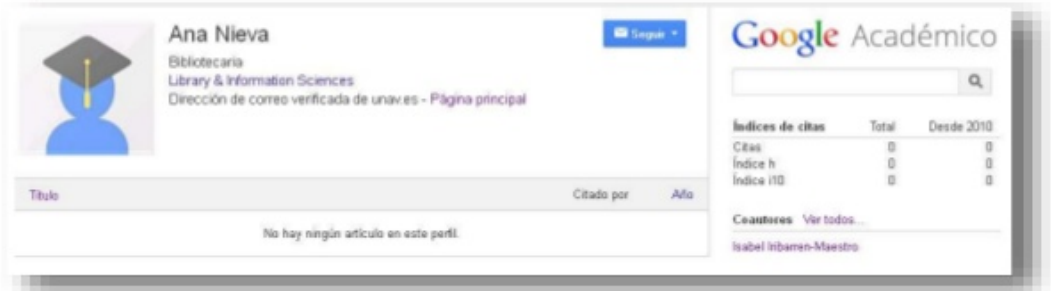 Ana Nieva
Bibliotecaria
Library & Information Sciences
Dirección de correo verificada de unav.es - Página principal
Seguir
Título Citado por Año
No hay ningún artículo en este perfil.
Google Académico
Índices de citas Total Desde 2010
Citas 0 0
Índice h 0 0
Índice i10 0 0
Coautores Ver todos...
Isabel Iribarren-Maestro